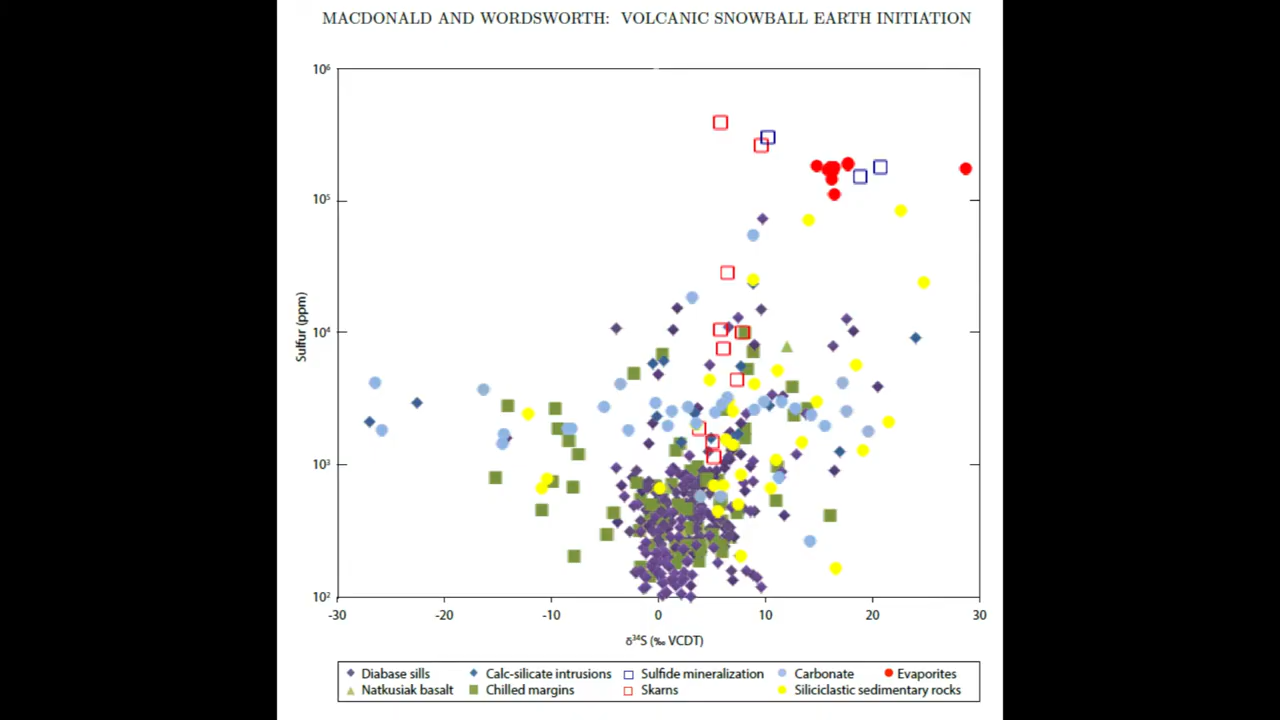 MACDONALD AND WORDSWORTH: VOLCANIC SNOWBALL EARTH INITIATION
10⁶
10⁵
10⁴
10³
10²
Sulfur (ppm)
-30 -20 -10 0 10 20 30
δ³⁴S (‰ VCDT)
Diabase sills Calc-silicate intrusions Sulfide mineralization Carbonate Evaporites
Natkusiak basalt Chilled margins Skarns Siliciclastic sedimentary rocks